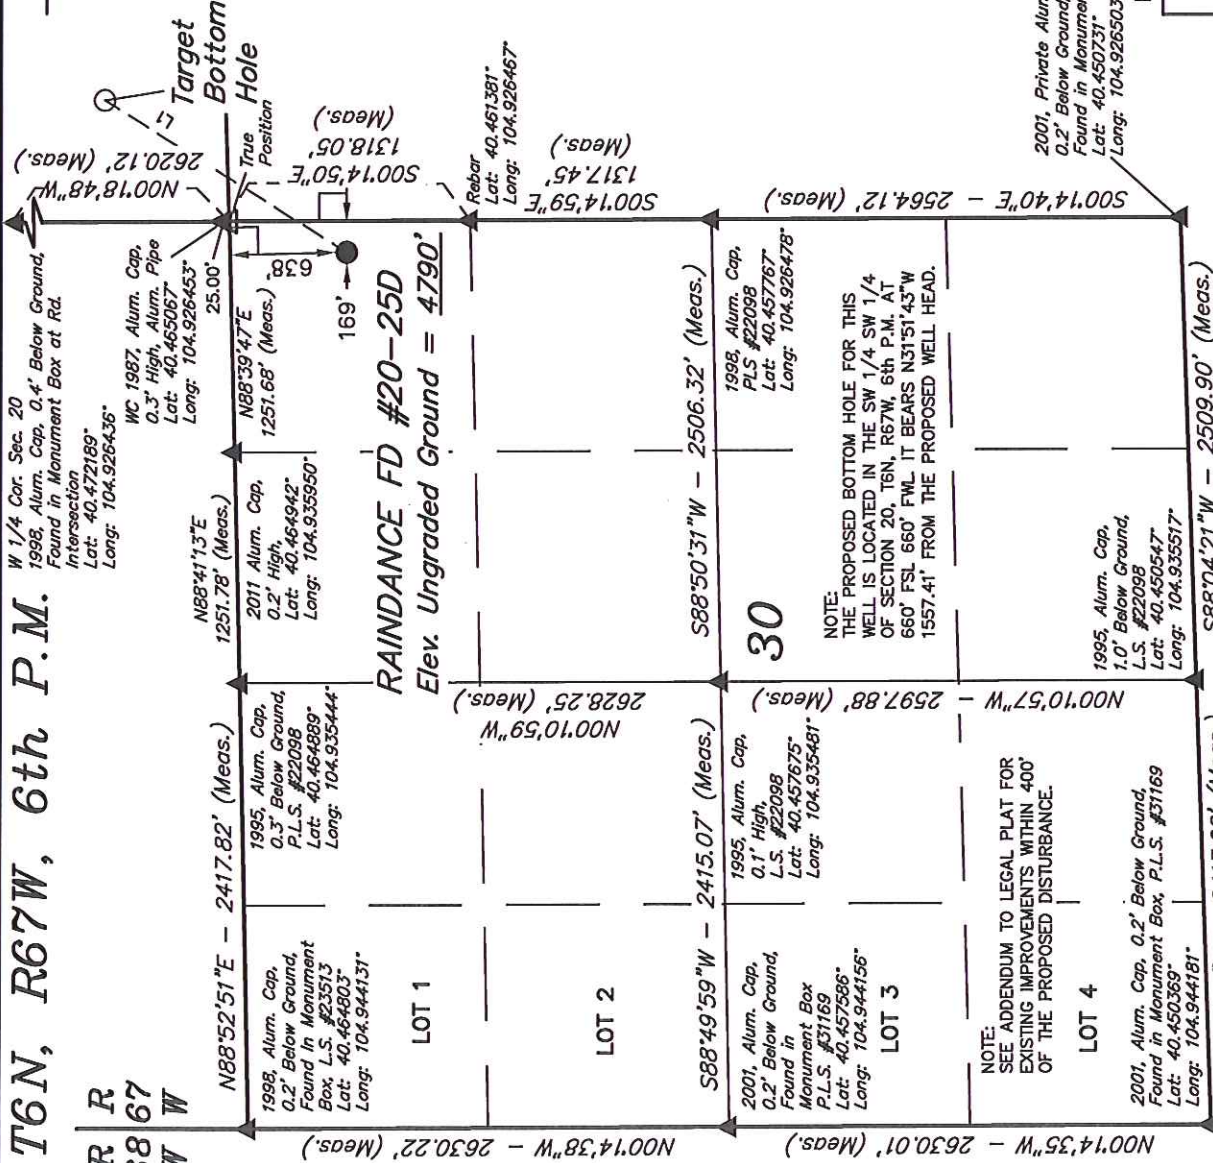 T6N, R67W, 6th P.M.
R R
68 67
W W
W 1/4 Cor. Sec. 20
1998, Alum. Cap, 0.4' Below Ground,
Found in Monument Box at Rd.
Intersection
Lat: 40.472189°
Long: 104.926436°
WC 1987, Alum. Cap,
0.3' High, Alum. Pipe
Lat: 40.465067°
Long: 104.926453°
25.00'
N00°18'48"W
2620.12' (Meas.)
L1
Target
Bottom
Hole
True
Position
N88°52'51"E - 2417.82' (Meas.)
N88°41'13"E
1251.78' (Meas.)
N88°39'47"E
1251.68' (Meas.)
638'
169'
S00°14'50"E
1318.05'
(Meas.)
1998, Alum. Cap,
0.2' Below Ground,
Found in Monument
Box, L.S. #23513
Lat: 40.464803°
Long: 104.944131°
1995, Alum. Cap,
0.3' Below Ground,
P.L.S. #22098
Lat: 40.464889°
Long: 104.935444°
2011 Alum. Cap,
0.2' High,
Lat: 40.464942°
Long: 104.935950°
RAINDANCE FD #20-25D
Elev. Ungraded Ground = 4790'
Rebar
Lat: 40.461381°
Long: 104.926467°
LOT 1
N00°14'38"W - 2630.22' (Meas.)
N00°10'59"W
2628.25' (Meas.)
S00°14'59"E
1317.45'
(Meas.)
LOT 2
S88°49'59"W - 2415.07' (Meas.)
S88°50'31"W - 2506.32' (Meas.)
2001, Alum. Cap,
0.2' Below Ground,
Found in
Monument Box
P.L.S. #31169
Lat: 40.457586°
Long: 104.944156°
1995, Alum. Cap,
0.1' High,
L.S. #22098
Lat: 40.457675°
Long: 104.935481°
30
1998, Alum. Cap,
PLS #22098
Lat: 40.457767°
Long: 104.926478°
LOT 3
N00°14'35"W - 2630.01' (Meas.)
N00°10'57"W - 2597.88' (Meas.)
S00°14'40"E - 2564.12' (Meas.)
NOTE:
THE PROPOSED BOTTOM HOLE FOR THIS
WELL IS LOCATED IN THE SW 1/4 SW 1/4
OF SECTION 20, T6N, R67W, 6th P.M. AT
660' FSL 660' FWL. IT BEARS N31°51'43"W
1557.41' FROM THE PROPOSED WELL HEAD.
NOTE:
SEE ADDENDUM TO LEGAL PLAT FOR
EXISTING IMPROVEMENTS WITHIN 400'
OF THE PROPOSED DISTURBANCE.
LOT 4
2001, Alum. Cap, 0.2' Below Ground,
Found in Monument Box, P.L.S. #31169
Lat: 40.450369°
Long: 104.944181°
1995, Alum. Cap,
1.0' Below Ground,
L.S. #22098
Lat: 40.450547°
Long: 104.935517°
2001, Private Alum
0.2' Below Ground,
Found in Monumen
Lat: 40.450731°
Long: 104.926503
S88°04'21"W - 2509.90' (Meas.)